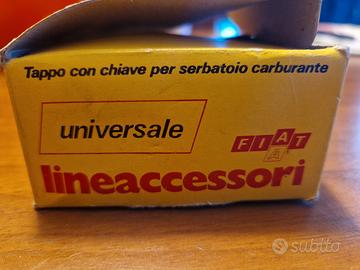 Tappo con chiave per serbatoio carburante
universale
FIAT
lineaccessori
subito